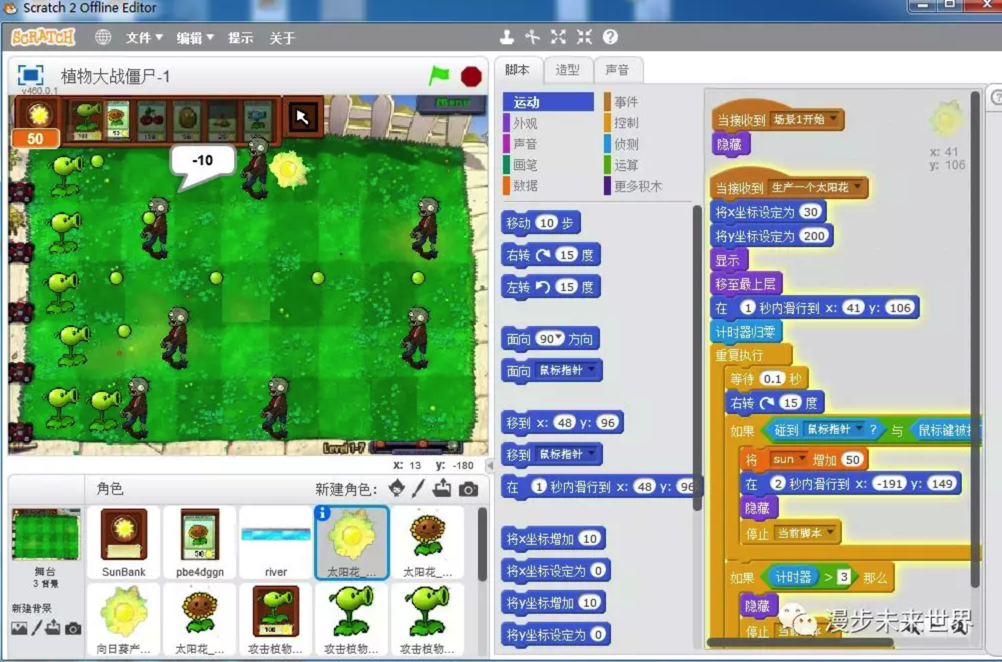 Scratch 2 Offline Editor
SCRATCH 文件 编辑 提示 关于
植物大战僵尸-1
v460.0.1
50
-10
Level 1-7
X: 13 y: -180
角色 新建角色:
舞台
3 背景
新建背景
SunBank pbe4dggn river 太阳花_... 太阳花_...
向日葵产... 太阳花_... 攻击植物... 攻击植物... 攻击植物...
脚本 造型 声音
运动 事件
外观 控制
声音 侦测
画笔 运算
数据 更多积木
移动 10 步
右转 15 度
左转 15 度
面向 90 方向
面向 鼠标指针
移到 x: 48 y: 96
移到 鼠标指针
在 1 秒内滑行到 x: 48 y: 96
将x坐标增加 10
将x坐标设定为 0
将y坐标增加 10
将y坐标设定为 0
x: 41
y: 106
当接收到 场景1开始
隐藏
当接收到 生产一个太阳花
将x坐标设定为 30
将y坐标设定为 200
显示
移至最上层
在 1 秒内滑行到 x: 41 y: 106
计时器归零
重复执行
等待 0.1 秒
右转 15 度
如果 碰到 鼠标指针 ? 与 鼠标键被
将 sun 增加 50
在 2 秒内滑行到 x: -191 y: 149
隐藏
停止 当前脚本
如果 计时器 > 3 那么
隐藏
停止
漫步未来世界